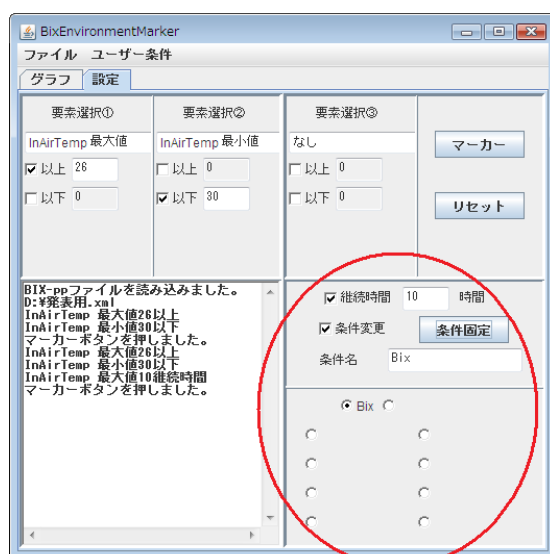 BixEnvironmentMarker
ファイル ユーザー条件
グラフ 設定
要素選択① 要素選択② 要素選択③
InAirTemp 最大値 InAirTemp 最小値 なし
マーカー
以上 26 以上 0 以上 0
以下 0 以下 30 以下 0
リセット
BIX-ppファイルを読み込みました。
D:¥発表用.xml
InAirTemp 最大値26以上
InAirTemp 最小値30以下
マーカーボタンを押しました。
InAirTemp 最大値26以上
InAirTemp 最小値30以下
InAirTemp 最大値10継続時間
マーカーボタンを押しました。
継続時間 10 時間
条件変更 条件固定
条件名 Bix
Bix